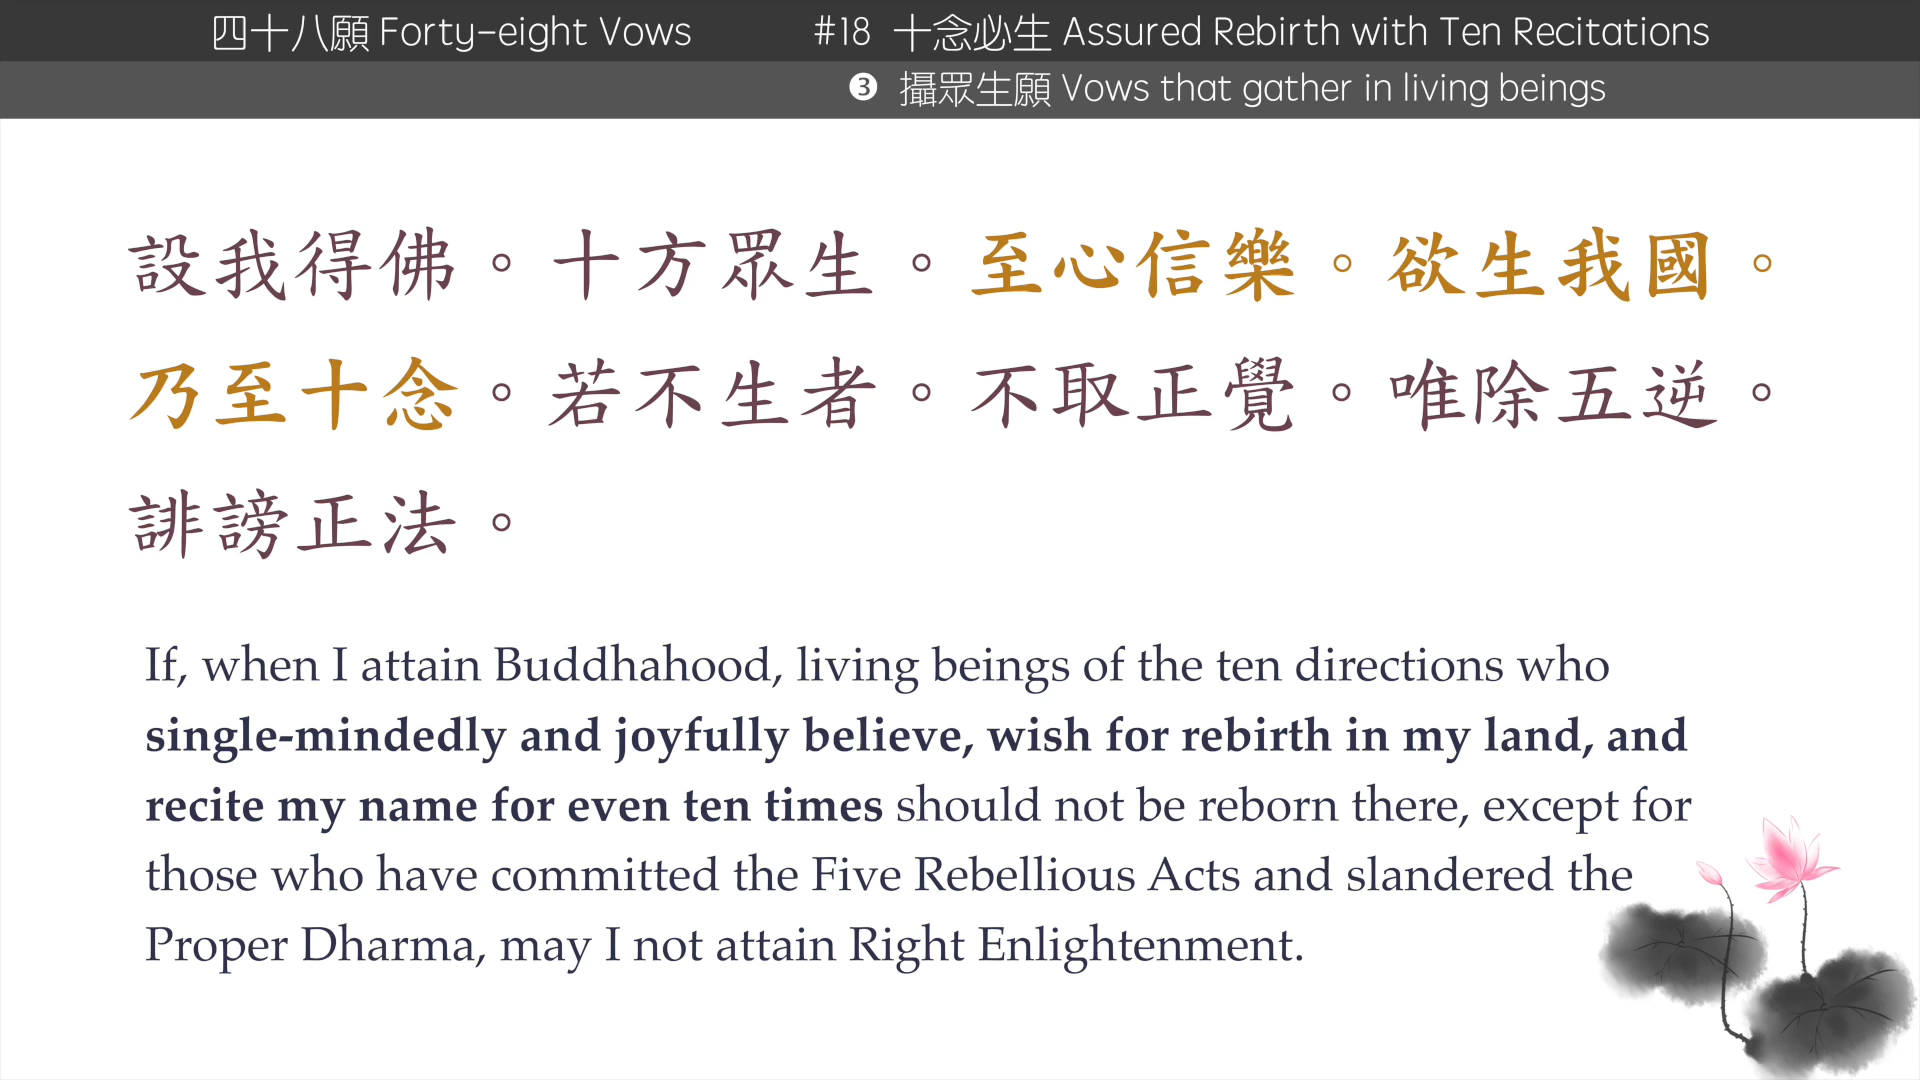 四十八願 Forty-eight Vows #18 十念必生 Assured Rebirth with Ten Recitations
❸ 攝眾生願 Vows that gather in living beings
設我得佛。十方眾生。至心信樂。欲生我國。
乃至十念。若不生者。不取正覺。唯除五逆。
誹謗正法。
If, when I attain Buddhahood, living beings of the ten directions who
single-mindedly and joyfully believe, wish for rebirth in my land, and
recite my name for even ten times should not be reborn there, except for
those who have committed the Five Rebellious Acts and slandered the
Proper Dharma, may I not attain Right Enlightenment.